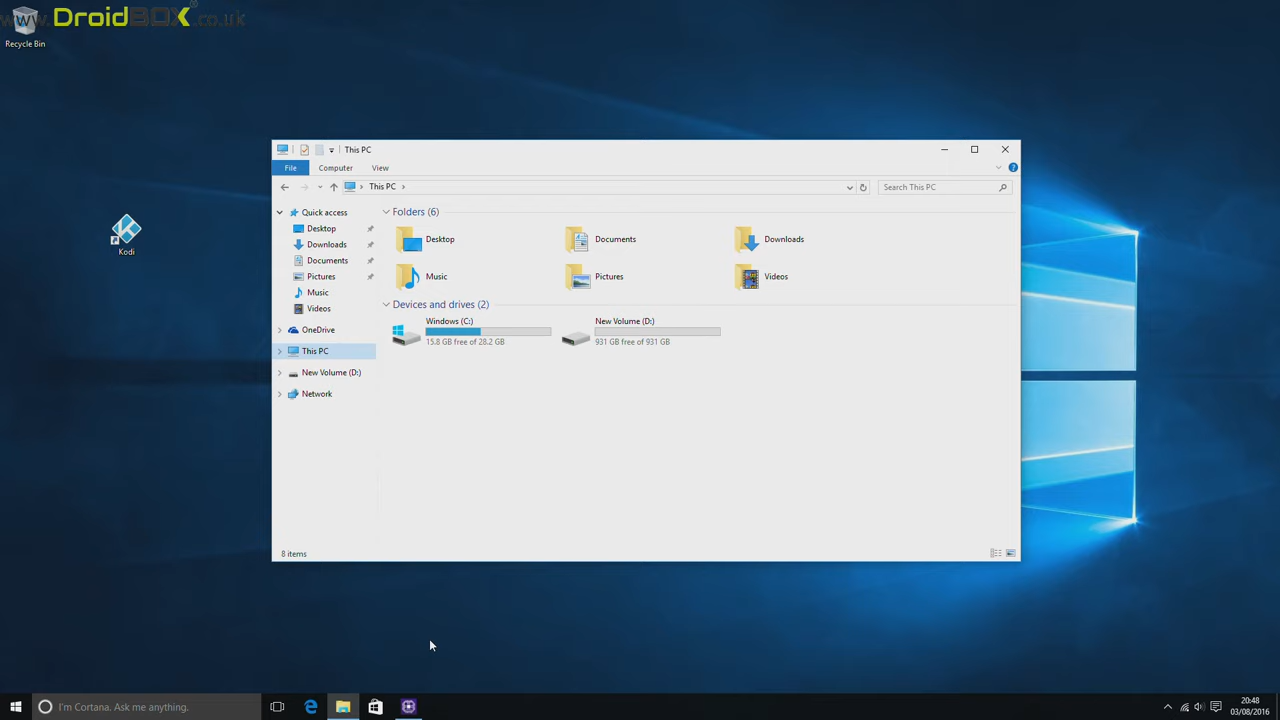 www.DroidBOX.co.uk
Recycle Bin
Kodi
This PC
File
Computer
View
This PC
Search This PC
Quick access
Desktop
Downloads
Documents
Pictures
Music
Videos
OneDrive
This PC
New Volume (D:)
Network
Folders (6)
Desktop
Documents
Downloads
Music
Pictures
Videos
Devices and drives (2)
Windows (C:)
15.8 GB free of 28.2 GB
New Volume (D:)
931 GB free of 931 GB
8 items
I'm Cortana. Ask me anything.
20:48
03/08/2016